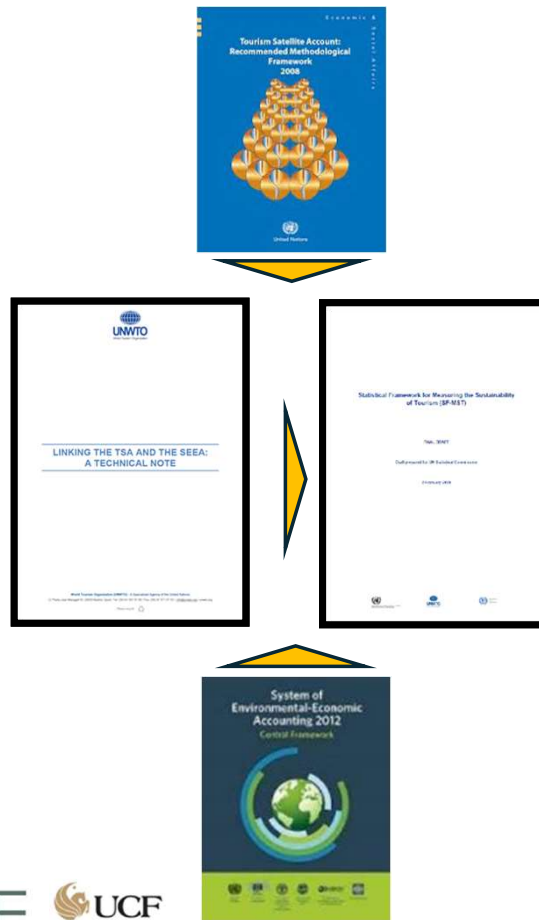 Economic &
Social Affairs
Tourism Satellite Account:
Recommended Methodological
Framework
2008
United Nations
UNWTO
LINKING THE TSA AND THE SEEA:
A TECHNICAL NOTE
Statistical Framework for Measuring the Sustainability
of Tourism (SF-MST)
UNWTO
System of
Environmental-Economic
Accounting 2012
Central Framework
UCF